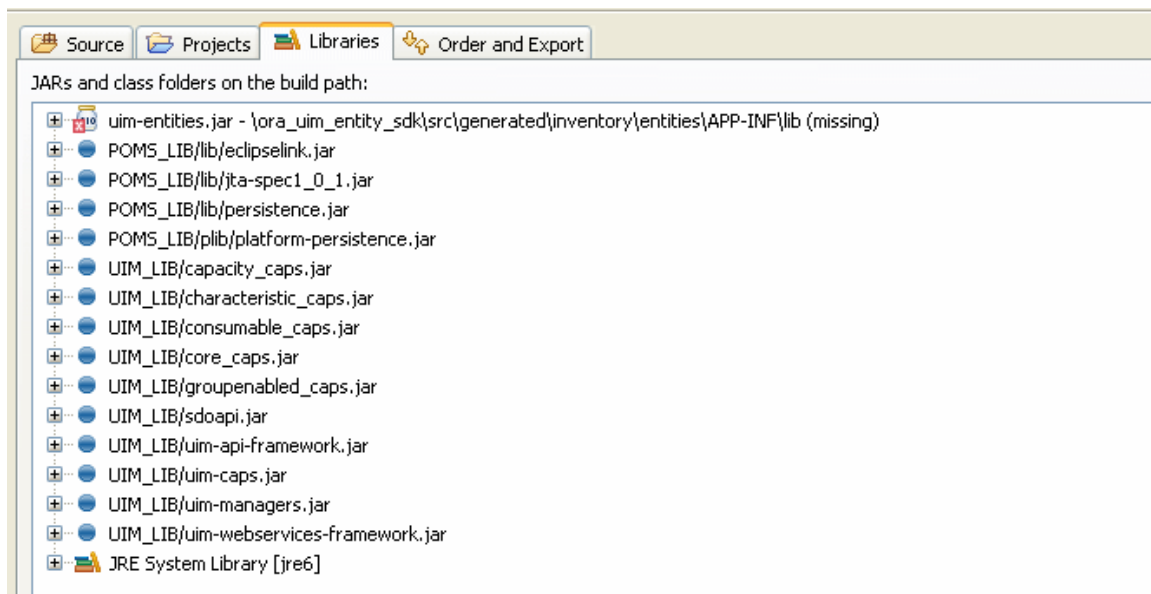 Source Projects Libraries Order and Export
JARs and class folders on the build path:
uim-entities.jar - \ora_uim_entity_sdk\src\generated\inventory\entities\APP-INF\lib (missing)
POMS_LIB/lib/eclipselink.jar
POMS_LIB/lib/jta-spec1_0_1.jar
POMS_LIB/lib/persistence.jar
POMS_LIB/plib/platform-persistence.jar
UIM_LIB/capacity_caps.jar
UIM_LIB/characteristic_caps.jar
UIM_LIB/consumable_caps.jar
UIM_LIB/core_caps.jar
UIM_LIB/groupenabled_caps.jar
UIM_LIB/sdoapi.jar
UIM_LIB/uim-api-framework.jar
UIM_LIB/uim-caps.jar
UIM_LIB/uim-managers.jar
UIM_LIB/uim-webservices-framework.jar
JRE System Library [jre6]